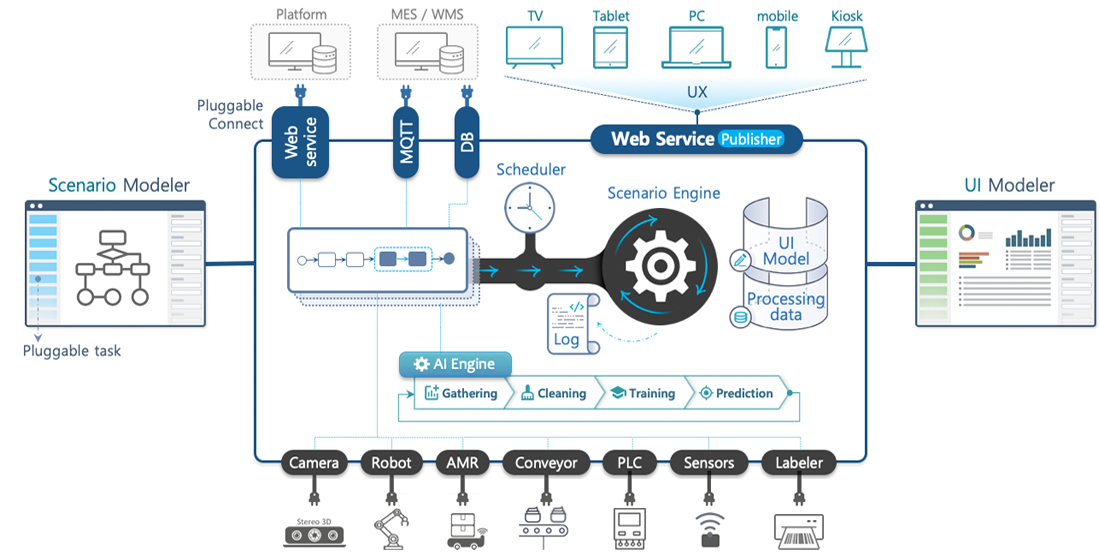 Platform
MES / WMS
TV
Tablet
PC
mobile
Kiosk
UX
Pluggable
Connect
Web
service
MQTT
DB
Web Service Publisher
Scenario Modeler
Scheduler
Scenario Engine
UI Modeler
UI
Model
Processing
data
</>
Log
Pluggable task
AI Engine
Gathering
Cleaning
Training
Prediction
Camera
Robot
AMR
Conveyor
PLC
Sensors
Labeler
Stereo 3D